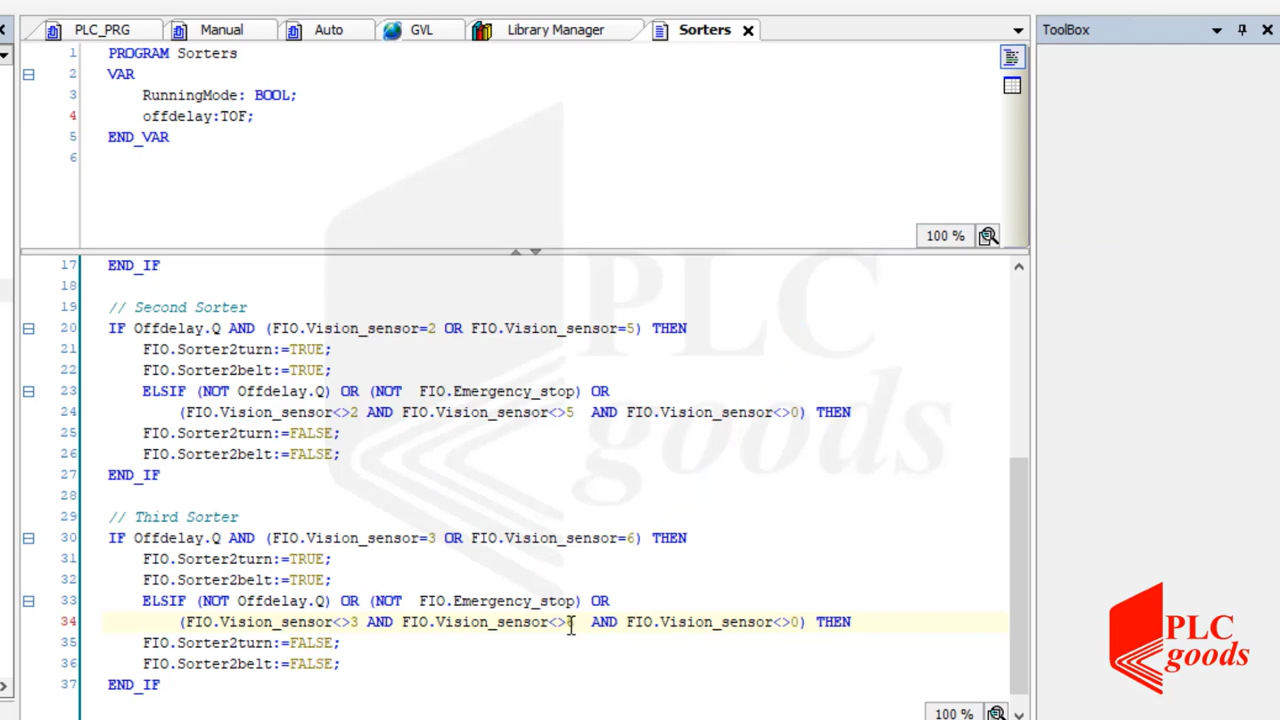 PLC_PRG Manual Auto GVL Library Manager Sorters
ToolBox
1 PROGRAM Sorters
2 VAR
3 RunningMode: BOOL;
4 offdelay:TOF;
5 END_VAR
6
100 %
17 END_IF
18
19 // Second Sorter
20 IF Offdelay.Q AND (FIO.Vision_sensor=2 OR FIO.Vision_sensor=5) THEN
21 FIO.Sorter2turn:=TRUE;
22 FIO.Sorter2belt:=TRUE;
23 ELSIF (NOT Offdelay.Q) OR (NOT  FIO.Emergency_stop) OR
24 (FIO.Vision_sensor<>2 AND FIO.Vision_sensor<>5  AND FIO.Vision_sensor<>0) THEN
25 FIO.Sorter2turn:=FALSE;
26 FIO.Sorter2belt:=FALSE;
27 END_IF
28
29 // Third Sorter
30 IF Offdelay.Q AND (FIO.Vision_sensor=3 OR FIO.Vision_sensor=6) THEN
31 FIO.Sorter2turn:=TRUE;
32 FIO.Sorter2belt:=TRUE;
33 ELSIF (NOT Offdelay.Q) OR (NOT  FIO.Emergency_stop) OR
34 (FIO.Vision_sensor<>3 AND FIO.Vision_sensor<>  AND FIO.Vision_sensor<>0) THEN
35 FIO.Sorter2turn:=FALSE;
36 FIO.Sorter2belt:=FALSE;
37 END_IF
100 %
PLC
goods
PLC
goods